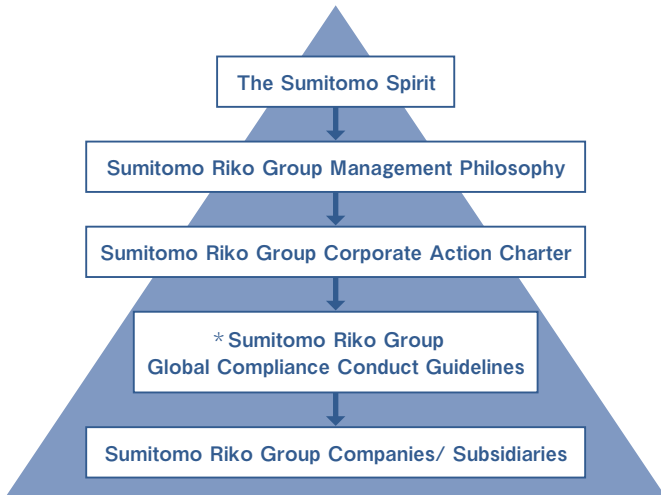 The Sumitomo Spirit
Sumitomo Riko Group Management Philosophy
Sumitomo Riko Group Corporate Action Charter
*Sumitomo Riko Group
Global Compliance Conduct Guidelines
Sumitomo Riko Group Companies/ Subsidiaries